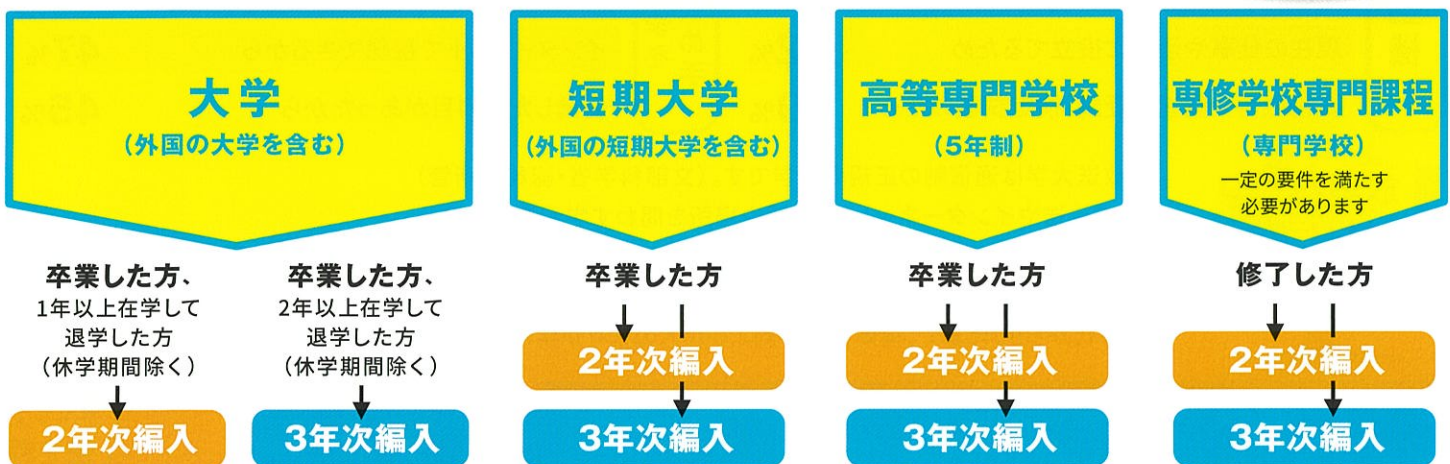 大学
（外国の大学を含む）
卒業した方、
1年以上在学して
退学した方
（休学期間除く）
2年次編入
卒業した方、
2年以上在学して
退学した方
（休学期間除く）
3年次編入
短期大学
（外国の短期大学を含む）
卒業した方
2年次編入
3年次編入
高等専門学校
（5年制）
卒業した方
2年次編入
3年次編入
専修学校専門課程
（専門学校）
一定の要件を満たす
必要があります
修了した方
2年次編入
3年次編入